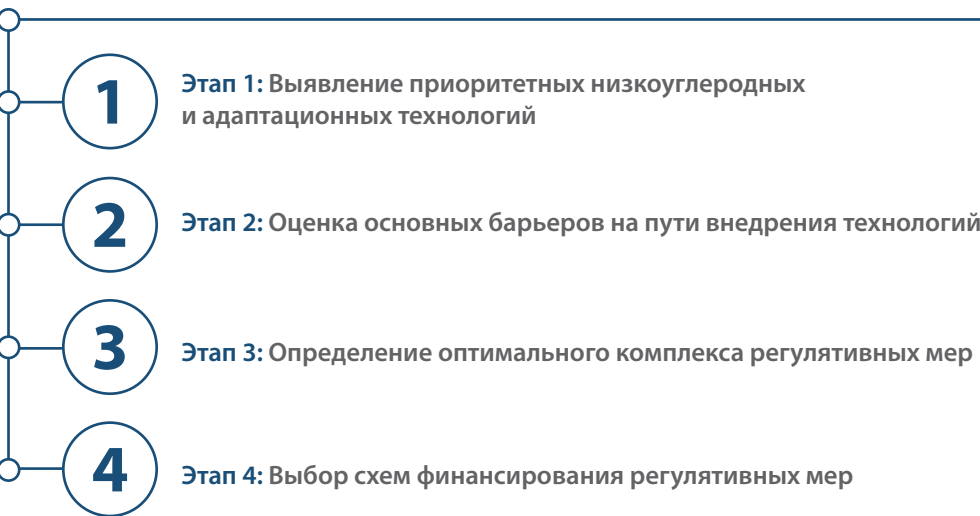 1
Этап 1: Выявление приоритетных низкоуглеродных
и адаптационных технологий
2
Этап 2: Оценка основных барьеров на пути внедрения технологий
3
Этап 3: Определение оптимального комплекса регулятивных мер
4
Этап 4: Выбор схем финансирования регулятивных мер